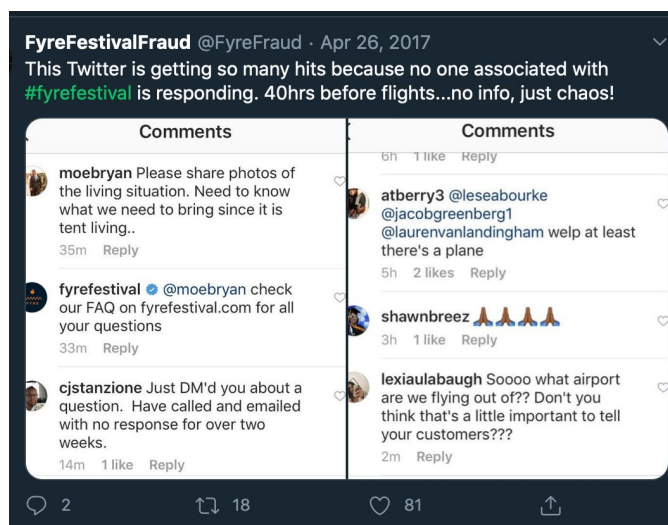 FyreFestivalFraud @FyreFraud · Apr 26, 2017
This Twitter is getting so many hits because no one associated with
#fyrefestival is responding. 40hrs before flights...no info, just chaos!
Comments
moebryan Please share photos of
the living situation. Need to know
what we need to bring since it is
tent living..
35m Reply
fyrefestival @moebryan check
our FAQ on fyrefestival.com for all
your questions
33m Reply
cjstanzione Just DM'd you about a
question. Have called and emailed
with no response for over two
weeks.
14m 1 like Reply
Comments
6h 1 like Reply
atberry3 @leseabourke
@jacobgreenberg1
@laurenvanlandingham welp at least
there's a plane
5h 2 likes Reply
shawnbreez 🙏🏾🙏🏾🙏🏾🙏🏾
3h 1 like Reply
lexiaulabaugh Soooo what airport
are we flying out of?? Don't you
think that's a little important to tell
your customers???
2m Reply
2 18 81